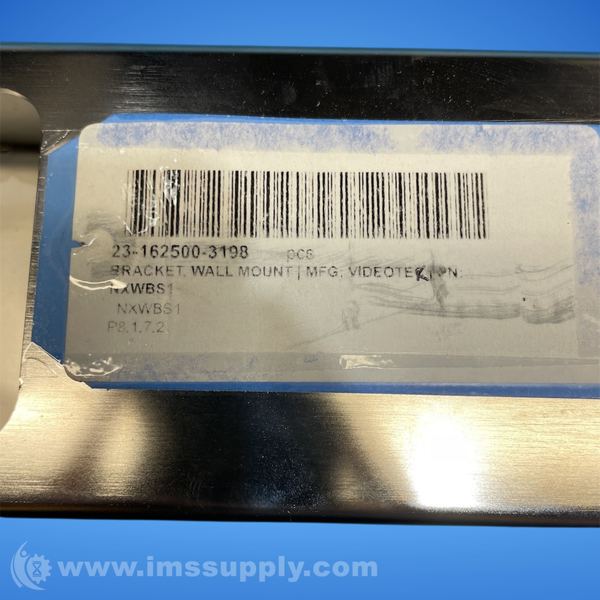 23-162500-3198 pcs
BRACKET, WALL MOUNT | MFG; VIDEOTEK | PN;
NXWBS1
NXWBS1
P8.1.7.2
www.imssupply.com